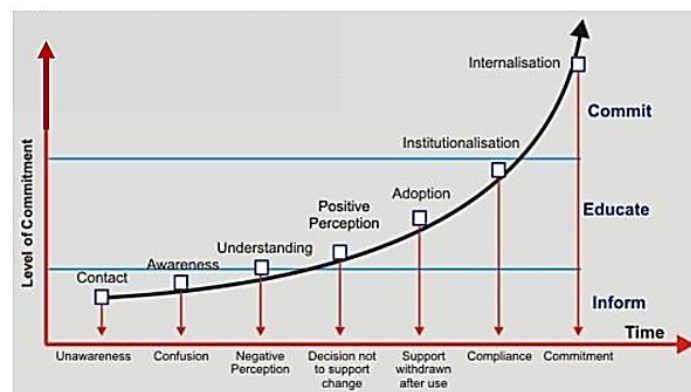 Internalisation
Commit
Institutionalisation
Adoption
Positive
Perception
Educate
Understanding
Awareness
Contact
Inform
Level of Commitment
Time
Unawareness
Confusion
Negative
Perception
Decision not
to support
change
Support
withdrawn
after use
Compliance
Commitment